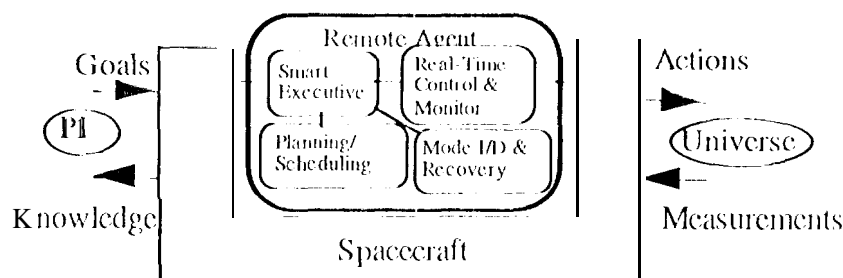 Remote Agent
Goals
Smart
Executive
Real-Time
Control &
Monitor
Actions
PI
Planning/
Scheduling
Mode I/D &
Recovery
Universe
Knowledge
Measurements
Spacecraft